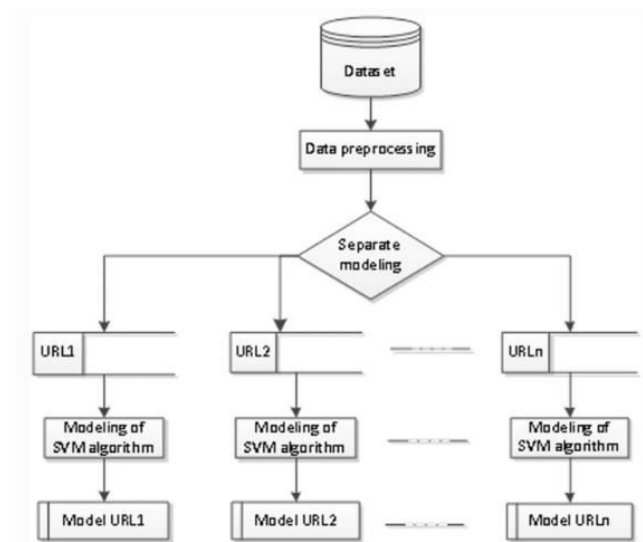 Dataset
Data preprocessing
Separate
modeling
URL1
URL2
URLn
Modeling of
SVM algorithm
Modeling of
SVM algorithm
Modeling of
SVM algorithm
Model URL1
Model URL2
Model URLn